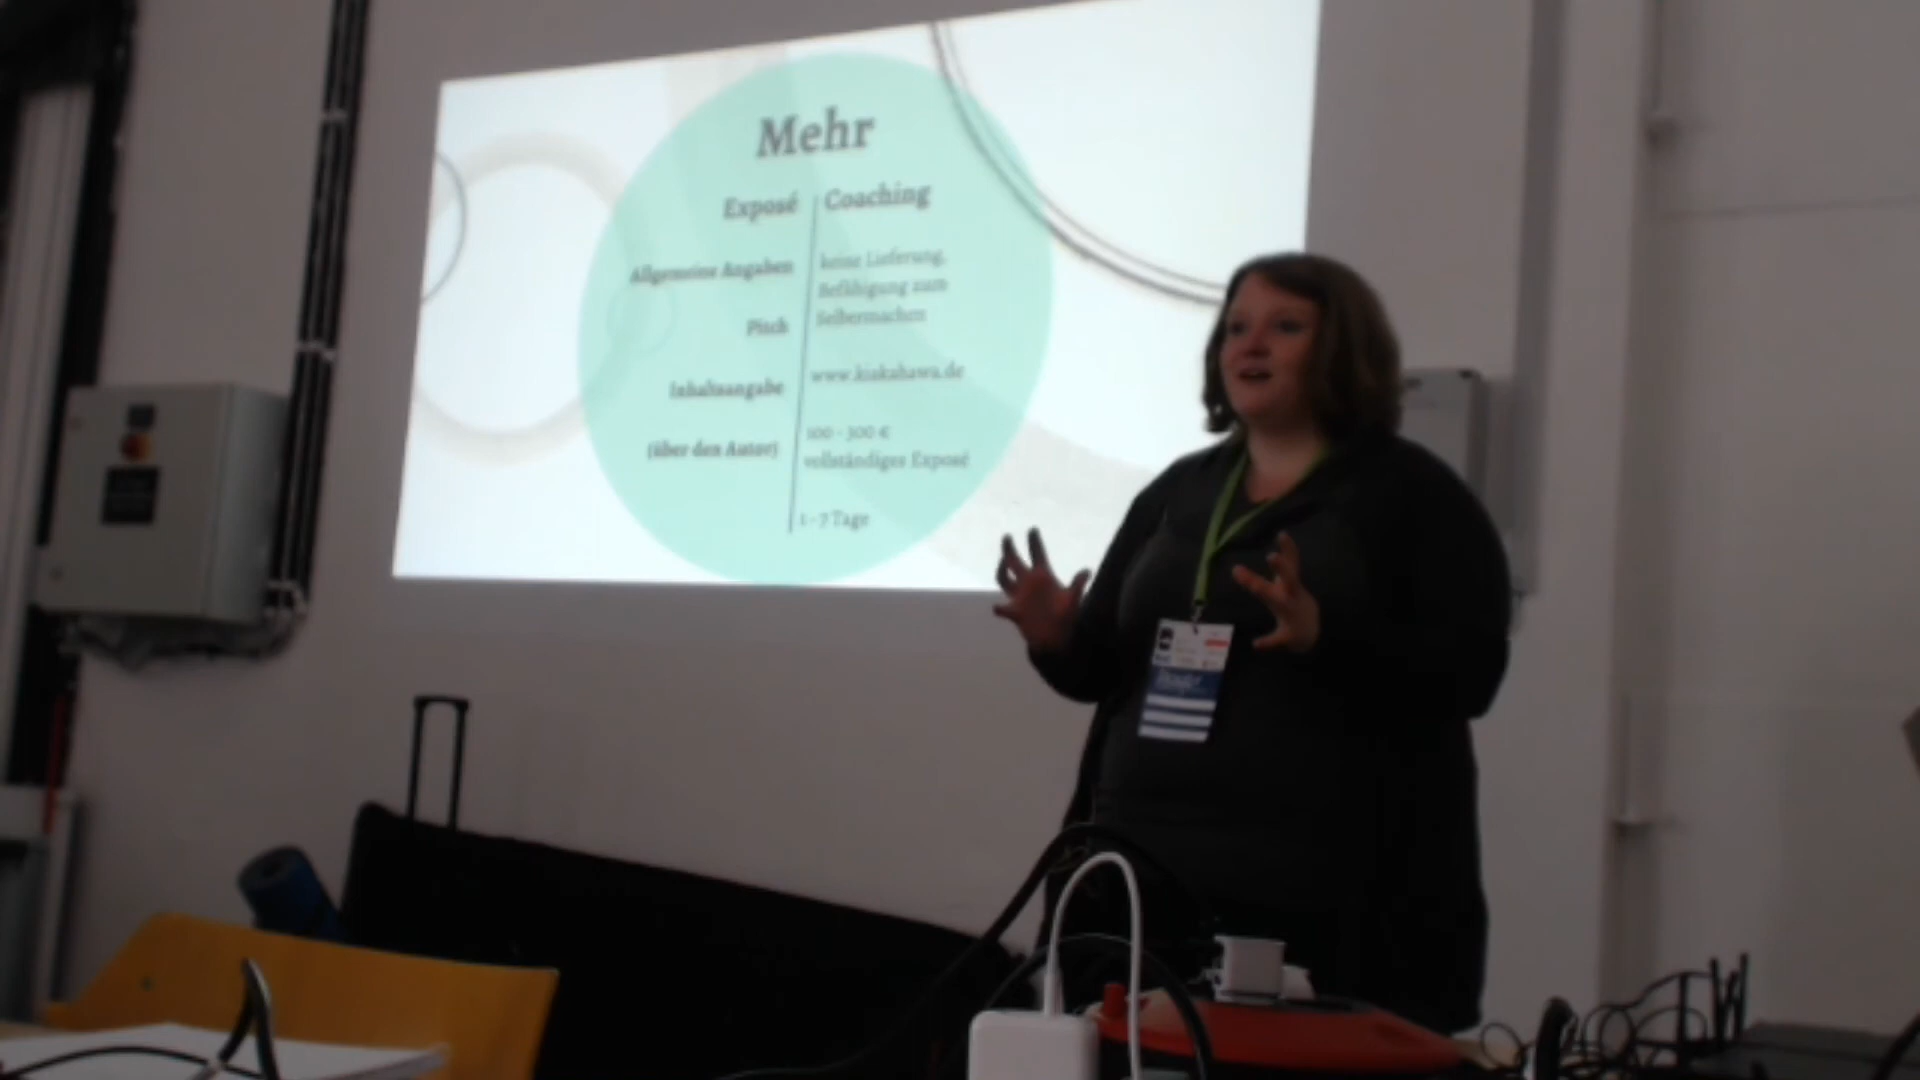 Mehr
Exposé
Coaching
Allgemeine Angaben
Pitch
Inhaltsangabe
(über den Autor)
keine Lieferung,
Befähigung zum
Selbermachen
www.kiakahawa.de
100 - 300 €
vollständiges Exposé
1 - 7 Tage